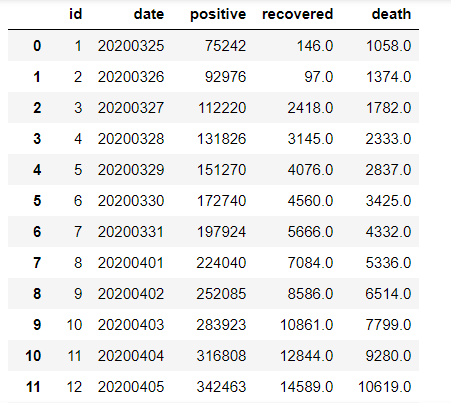 id date positive recovered death
0 1 20200325 75242 146.0 1058.0
1 2 20200326 92976 97.0 1374.0
2 3 20200327 112220 2418.0 1782.0
3 4 20200328 131826 3145.0 2333.0
4 5 20200329 151270 4076.0 2837.0
5 6 20200330 172740 4560.0 3425.0
6 7 20200331 197924 5666.0 4332.0
7 8 20200401 224040 7084.0 5336.0
8 9 20200402 252085 8586.0 6514.0
9 10 20200403 283923 10861.0 7799.0
10 11 20200404 316808 12844.0 9280.0
11 12 20200405 342463 14589.0 10619.0